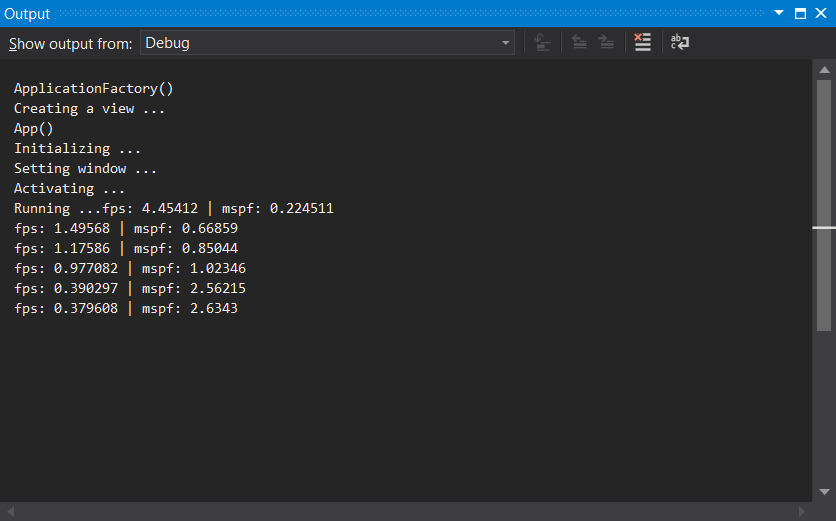 Output
Show output from: Debug
ApplicationFactory()
Creating a view ...
App()
Initializing ...
Setting window ...
Activating ...
Running ...fps: 4.45412 | mspf: 0.224511
fps: 1.49568 | mspf: 0.66859
fps: 1.17586 | mspf: 0.85044
fps: 0.977082 | mspf: 1.02346
fps: 0.390297 | mspf: 2.56215
fps: 0.379608 | mspf: 2.6343